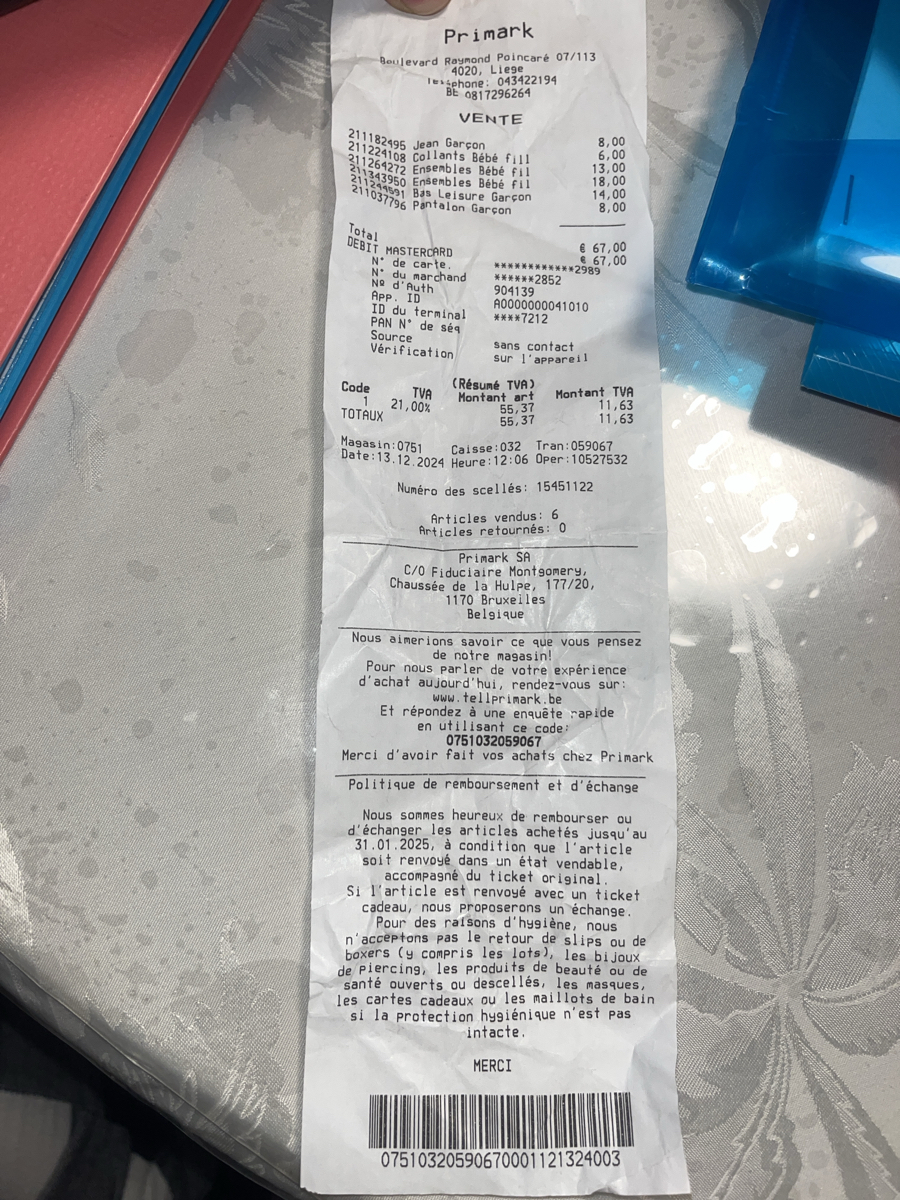 Primark
Boulevard Raymond Poincaré 07/113
4020, Liege
Telephone: 043422194
BE 0817296264
VENTE
211182495 Jean Garçon 8,00
211224108 Collants Bébé fill 6,00
211264272 Ensembles Bébé fil 13,00
211343950 Ensembles Bébé fil 18,00
211244591 Bas Leisure Garçon 14,00
211037796 Pantalon Garçon 8,00
Total € 67,00
DEBIT MASTERCARD € 67,00
N° de carte. ************2989
N° du marchand ******2852
Nº d'Auth 904139
App. ID A0000000041010
ID du terminal ****7212
PAN N° de séq
Source sans contact
Vérification sur l'appareil
(Résumé TVA)
Code TVA Montant art Montant TVA
1 21,00% 55,37 11,63
TOTAUX 55,37 11,63
Magasin:0751 Caisse:032 Tran:059067
Date:13.12.2024 Heure:12:06 Oper:10527532
Numéro des scellés: 15451122
Articles vendus: 6
Articles retournés: 0
Primark SA
C/O Fiduciaire Montgomery,
Chaussée de la Hulpe, 177/20,
1170 Bruxelles
Belgique
Nous aimerions savoir ce que vous pensez
de notre magasin!
Pour nous parler de votre expérience
d'achat aujourd'hui, rendez-vous sur:
www.tellprimark.be
Et répondez à une enquête rapide
en utilisant ce code:
0751032059067
Merci d'avoir fait vos achats chez Primark
Politique de remboursement et d'échange
Nous sommes heureux de rembourser ou
d'échanger les articles achetés jusqu'au
31.01.2025, à condition que l'article
soit renvoyé dans un état vendable,
accompagné du ticket original.
Si l'article est renvoyé avec un ticket
cadeau, nous proposerons un échange.
Pour des raisons d'hygiène, nous
n'acceptons pas le retour de slips ou de
boxers (y compris les lots), les bijoux
de piercing, les produits de beauté ou de
santé ouverts ou descellés, les masques,
les cartes cadeaux ou les maillots de bain
si la protection hygiénique n'est pas
intacte.
MERCI
07510320590670001121324003